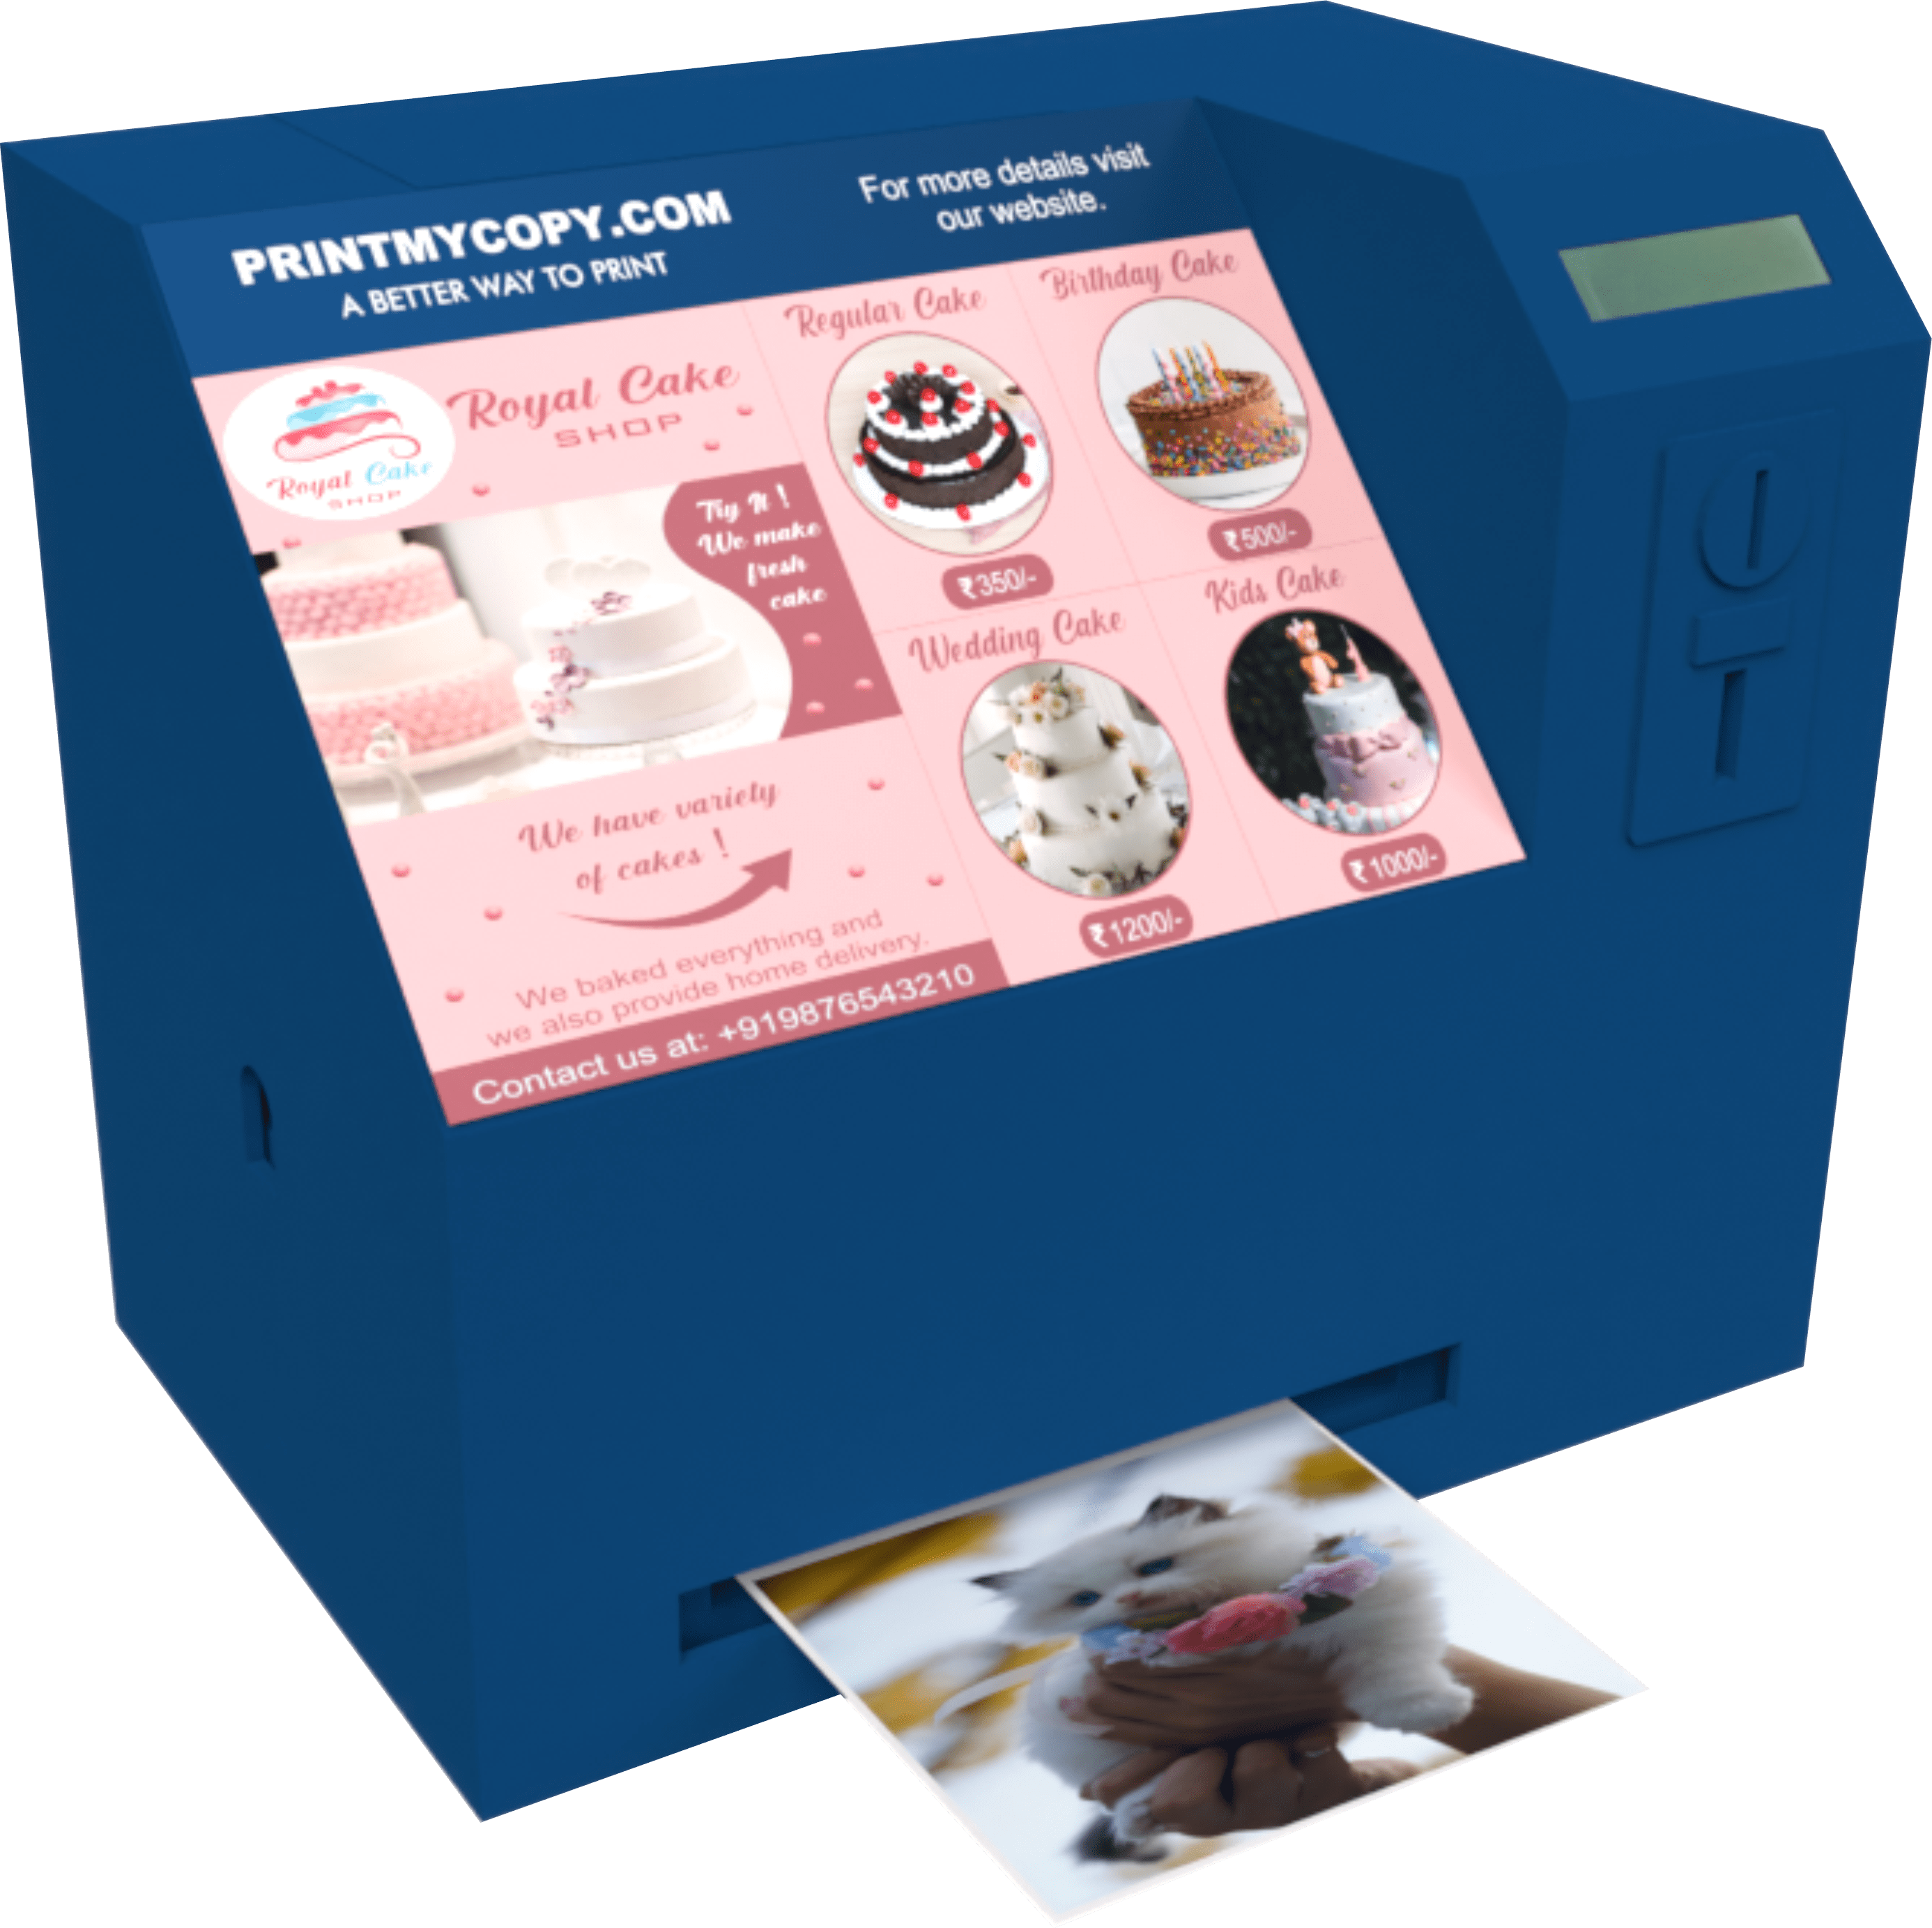 PRINTMYCOPY.COM
A BETTER WAY TO PRINT
For more details visit
our website.
Royal Cake
SHOP
Royal Cake
SHOP
Try It !
We make
fresh
cake
We have variety
of cakes !
We baked everything and
we also provide home delivery.
Contact us at: +919876543210
Regular Cake
₹350/-
Birthday Cake
₹500/-
Wedding Cake
₹1200/-
Kids Cake
₹1000/-